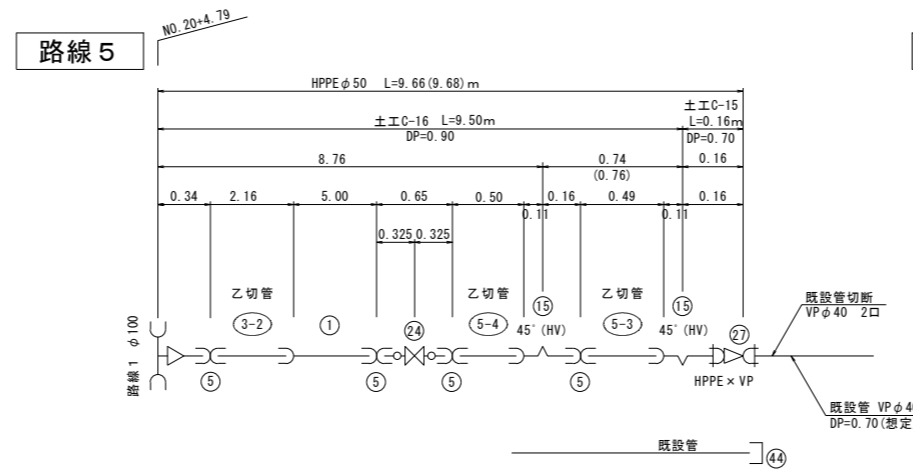 NO.20+4.79
路線５
HPPEφ50 L=9.66(9.68)m
土工C-16 L=9.50m
DP=0.90
土工C-15
L=0.16m
DP=0.70
8.76
0.74
(0.76)
0.16
0.34
2.16
5.00
0.65
0.50
0.11
0.16
0.49
0.11
0.16
0.325
0.325
乙切管
3-2
1
24
乙切管
5-4
15
45°(HV)
乙切管
5-3
15
45°(HV)
27
既設管切断
VPφ40 2口
路線１ φ100
5
5
5
5
HPPE×VP
既設管 VPφ40
DP=0.70(想定
既設管
44